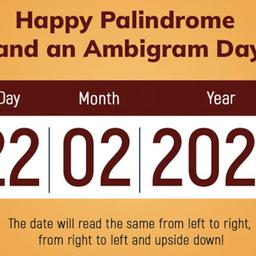 Happy Palindrome
and an Ambigram Day
Day Month Year
22 02 202
The date will read the same from left to right,
from right to left and upside down!